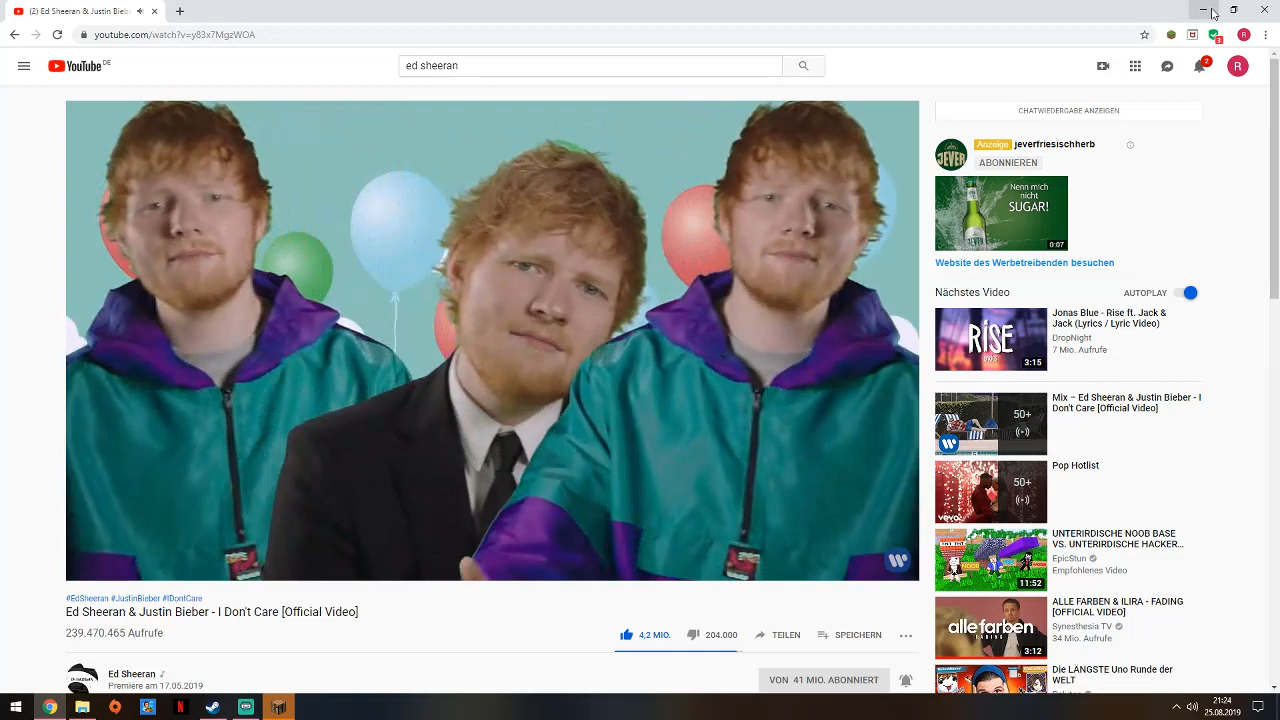 (2) Ed Sheeran & Justin Biebe
youtube.com/watch?v=y83x7MgzWOA
R
3
YouTube DE
ed sheeran
2
R
CHATWIEDERGABE ANZEIGEN
JEVER
Anzeige jeverfriesischherb
ABONNIEREN
Nenn mich
nicht
SUGAR!
0:07
Website des Werbetreibenden besuchen
Nächstes Video
AUTOPLAY
RISE
3:15
Jonas Blue - Rise ft. Jack &
Jack (Lyrics / Lyric Video)
DropNight
7 Mio. Aufrufe
50+
Mix – Ed Sheeran & Justin Bieber - I
Don't Care [Official Video]
vevo
50+
Pop Hotlist
NOOB
11:52
UNTERIRDISCHE NOOB BASE
VS. UNTERIRDISCHE HACKER...
EpicStun
Empfohlenes Video
alle farben
FADING
3:12
ALLE FARBEN & ILIRA - FADING
[OFFICIAL VIDEO]
Synesthesia TV
34 Mio. Aufrufe
Die LÄNGSTE Uno Runde der
WELT
#EdSheeran #JustinBieber #IDontCare
Ed Sheeran & Justin Bieber - I Don't Care [Official Video]
239.470.465 Aufrufe
4,2 MIO.
204.000
TEILEN
SPEICHERN
Ed Sheeran
Premiere am 17.05.2019
VON 41 MIO. ABONNIERT
21:24
25.08.2019